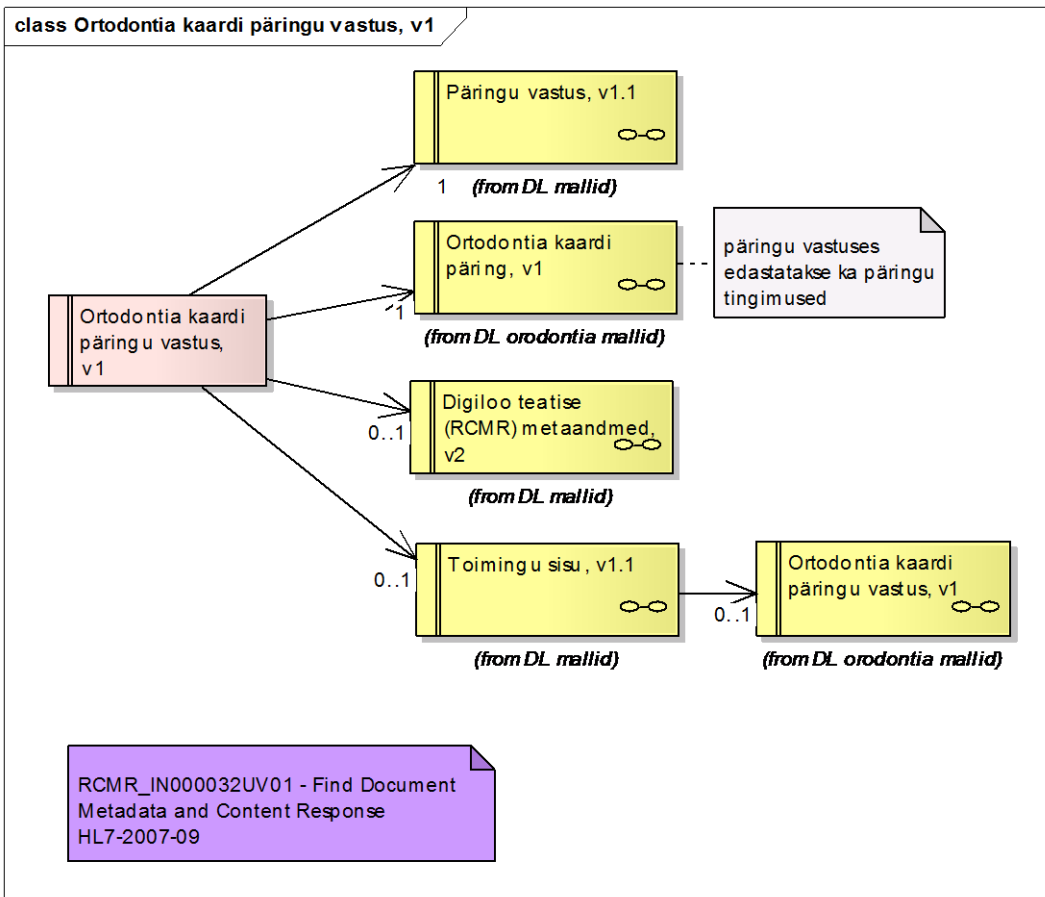 class Ortodontia kaardi päringu vastus, v1
Päringu vastus, v1.1
1
(from DL mallid)
Ortodontia kaardi
päring, v1
1
(from DL orodontia mallid)
päringu vastuses
edastatakse ka päringu
tingimused
Ortodontia kaardi
päringu vastus,
v1
Digiloo teatise
(RCMR) metaandmed,
v2
0..1
(from DL mallid)
Toimingu sisu, v1.1
0..1
(from DL mallid)
Ortodontia kaardi
päringu vastus, v1
0..1
(from DL orodontia mallid)
RCMR_IN000032UV01 - Find Document
Metadata and Content Response
HL7-2007-09